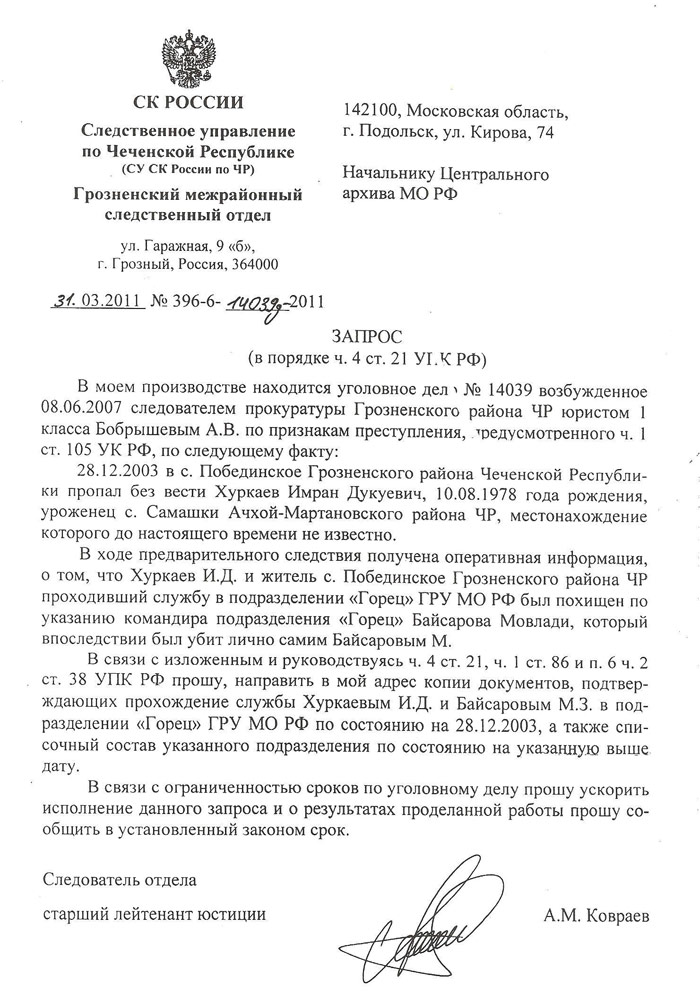 СК РОССИИ
Следственное управление
по Чеченской Республике
(СУ СК России по ЧР)
Грозненский межрайонный
следственный отдел
ул. Гаражная, 9 «б»,
г. Грозный, Россия, 364000
31.03.2011 № 396-6-14039д-2011
142100, Московская область,
г. Подольск, ул. Кирова, 74
Начальнику Центрального
архива МО РФ
ЗАПРОС
(в порядке ч. 4 ст. 21 УПК РФ)
В моем производстве находится уголовное дел № 14039 возбужденное
08.06.2007 следователем прокуратуры Грозненского района ЧР юристом 1
класса Бобрышевым А.В. по признакам преступления, предусмотренного ч. 1
ст. 105 УК РФ, по следующему факту:
28.12.2003 в с. Побединское Грозненского района Чеченской Республи-
ки пропал без вести Хуркаев Имран Дукуевич, 10.08.1978 года рождения,
уроженец с. Самашки Ачхой-Мартановского района ЧР, местонахождение
которого до настоящего времени не известно.
В ходе предварительного следствия получена оперативная информация,
о том, что Хуркаев И.Д. и житель с. Побединское Грозненского района ЧР
проходивший службу в подразделении «Горец» ГРУ МО РФ был похищен по
указанию командира подразделения «Горец» Байсарова Мовлади, который
впоследствии был убит лично самим Байсаровым М.
В связи с изложенным и руководствуясь ч. 4 ст. 21, ч. 1 ст. 86 и п. 6 ч. 2
ст. 38 УПК РФ прошу, направить в мой адрес копии документов, подтвер-
ждающих прохождение службы Хуркаевым И.Д. и Байсаровым М.З. в под-
разделении «Горец» ГРУ МО РФ по состоянию на 28.12.2003, а также спи-
сочный состав указанного подразделения по состоянию на указанную выше
дату.
В связи с ограниченностью сроков по уголовному делу прошу ускорить
исполнение данного запроса и о результатах проделанной работы прошу со-
общить в установленный законом срок.
Следователь отдела
старший лейтенант юстиции
А.М. Ковраев